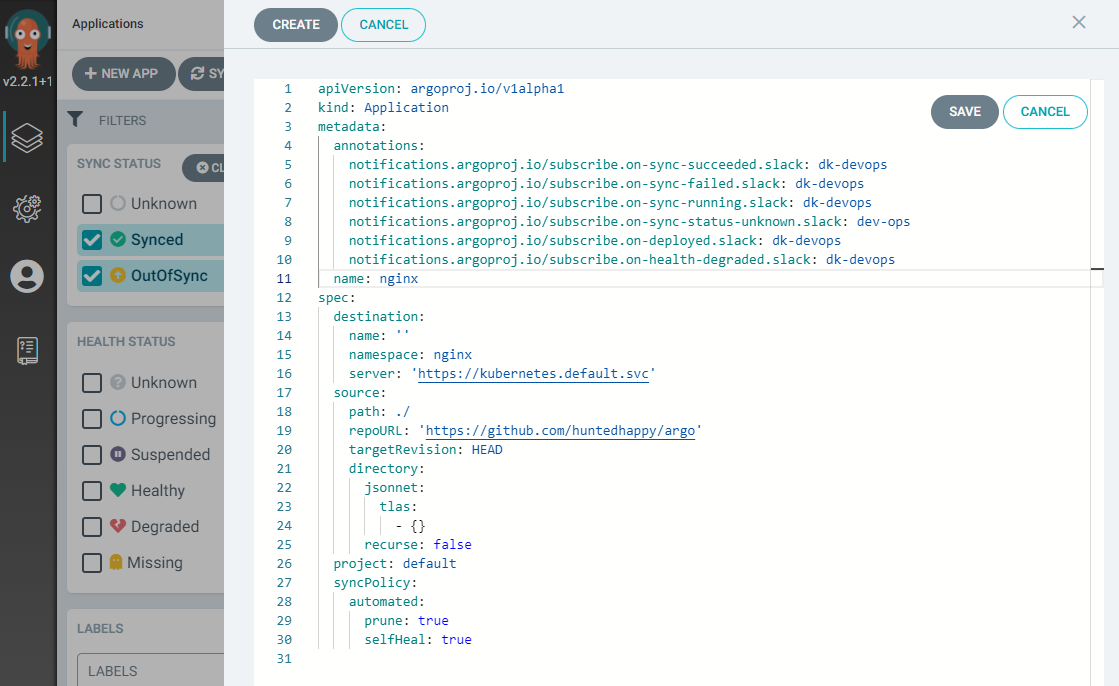 v2.2.1+1
Applications
NEW APP
SY
FILTERS
SYNC STATUS
CL
Unknown
Synced
OutOfSync
HEALTH STATUS
Unknown
Progressing
Suspended
Healthy
Degraded
Missing
LABELS
LABELS
CREATE
CANCEL
SAVE
CANCEL
1 apiVersion: argoproj.io/v1alpha1
2 kind: Application
3 metadata:
4 annotations:
5 notifications.argoproj.io/subscribe.on-sync-succeeded.slack: dk-devops
6 notifications.argoproj.io/subscribe.on-sync-failed.slack: dk-devops
7 notifications.argoproj.io/subscribe.on-sync-running.slack: dk-devops
8 notifications.argoproj.io/subscribe.on-sync-status-unknown.slack: dev-ops
9 notifications.argoproj.io/subscribe.on-deployed.slack: dk-devops
10 notifications.argoproj.io/subscribe.on-health-degraded.slack: dk-devops
11 name: nginx
12 spec:
13 destination:
14 name: ''
15 namespace: nginx
16 server: 'https://kubernetes.default.svc'
17 source:
18 path: ./
19 repoURL: 'https://github.com/huntedhappy/argo'
20 targetRevision: HEAD
21 directory:
22 jsonnet:
23 tlas:
24 - {}
25 recurse: false
26 project: default
27 syncPolicy:
28 automated:
29 prune: true
30 selfHeal: true
31